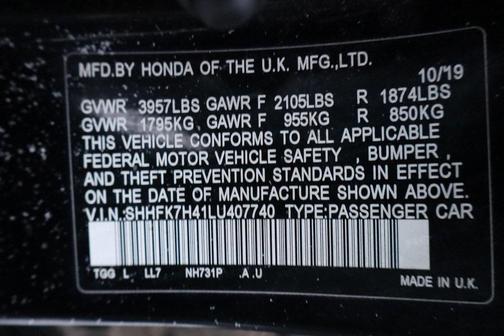 MFD.BY HONDA OF THE U.K. MFG.,LTD.
10/19
GVWR 3957LBS GAWR F 2105LBS R 1874LBS
GVWR 1795KG GAWR F 955KG R 850KG
THIS VEHICLE CONFORMS TO ALL APPLICABLE
FEDERAL MOTOR VEHICLE SAFETY , BUMPER ,
AND THEFT PREVENTION STANDARDS IN EFFECT
ON THE DATE OF MANUFACTURE SHOWN ABOVE.
V.I.N.SHHFK7H41LU407740 TYPE:PASSENGER CAR
TGG L LL7 NH731P .A .U
MADE IN U.K.